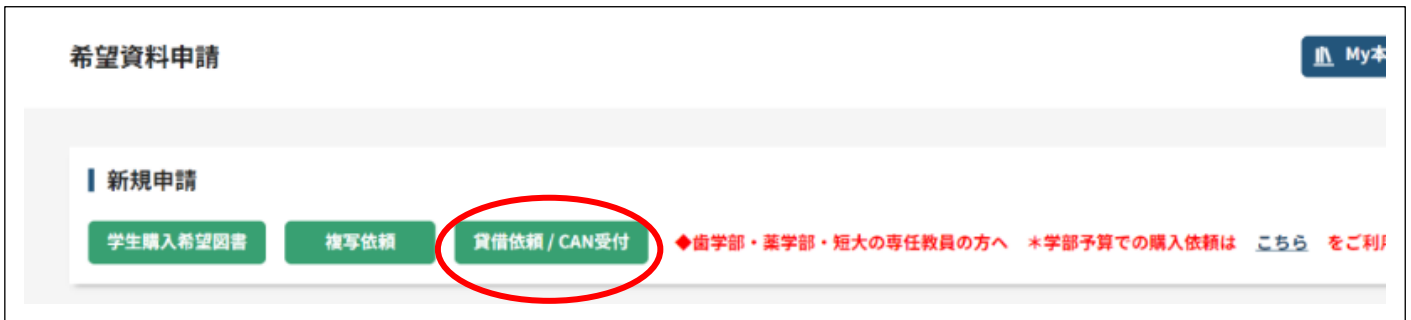 希望資料申請
My本
新規申請
学生購入希望図書 複写依頼 貸借依頼 / CAN受付 ◆歯学部・薬学部・短大の専任教員の方へ ＊学部予算での購入依頼は こちら をご利用